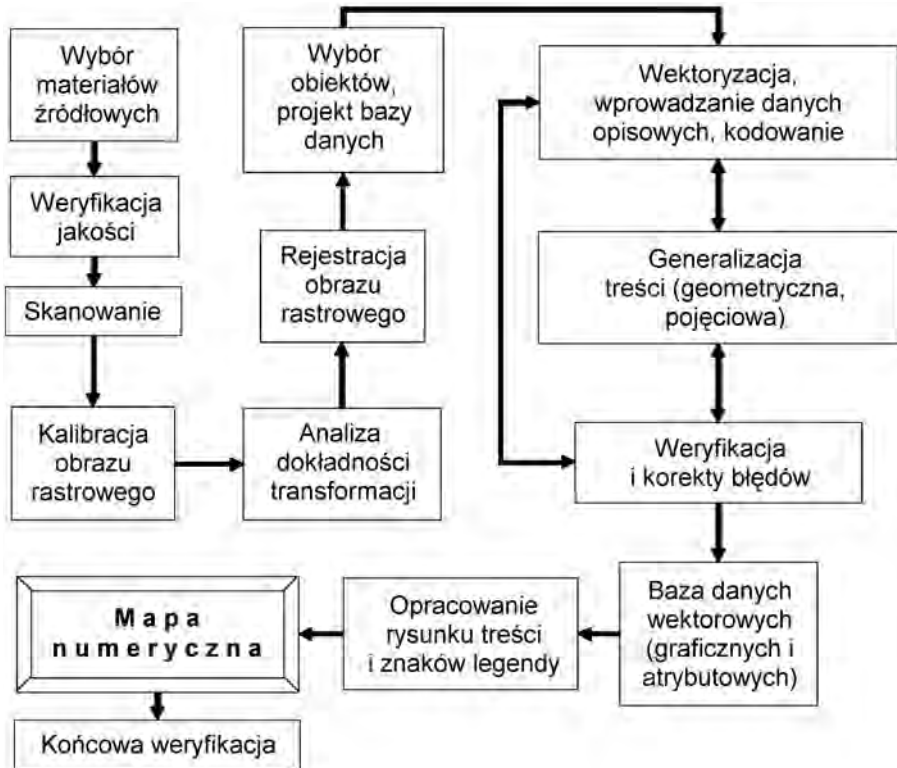 Wybór
materiałów
źródłowych
Weryfikacja
jakości
Skanowanie
Kalibracja
obrazu
rastrowego
Analiza
dokładności
transformacji
Rejestracja
obrazu
rastrowego
Wybór
obiektów,
projekt bazy
danych
Wektoryzacja,
wprowadzanie danych
opisowych, kodowanie
Generalizacja
treści (geometryczna,
pojęciowa)
Weryfikacja
i korekty błędów
Baza danych
wektorowych
(graficznych i
atrybutowych)
Opracowanie
rysunku treści
i znaków legendy
Mapa
numeryczna
Końcowa weryfikacja